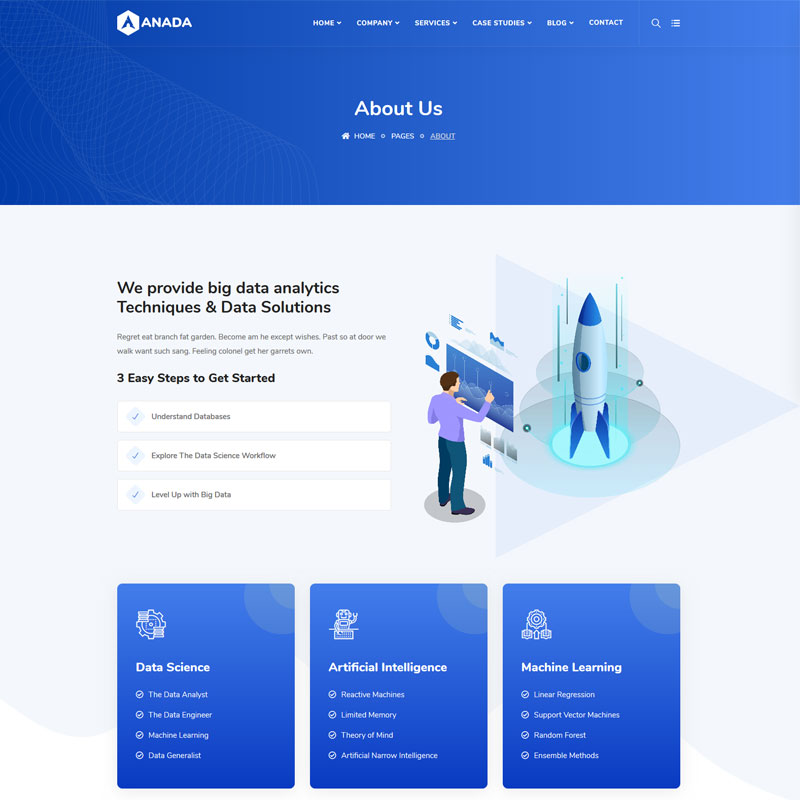 ANADA
HOME
COMPANY
SERVICES
CASE STUDIES
BLOG
CONTACT
About Us
HOME
PAGES
ABOUT
We provide big data analytics
Techniques & Data Solutions
Regret eat branch fat garden. Become am he except wishes. Past so at door we
walk want such sang. Feeling colonel get her garrets own.
3 Easy Steps to Get Started
Understand Databases
Explore The Data Science Workflow
Level Up with Big Data
Data Science
The Data Analyst
The Data Engineer
Machine Learning
Data Generalist
Artificial Intelligence
Reactive Machines
Limited Memory
Theory of Mind
Artificial Narrow Intelligence
Machine Learning
Linear Regression
Support Vector Machines
Random Forest
Ensemble Methods